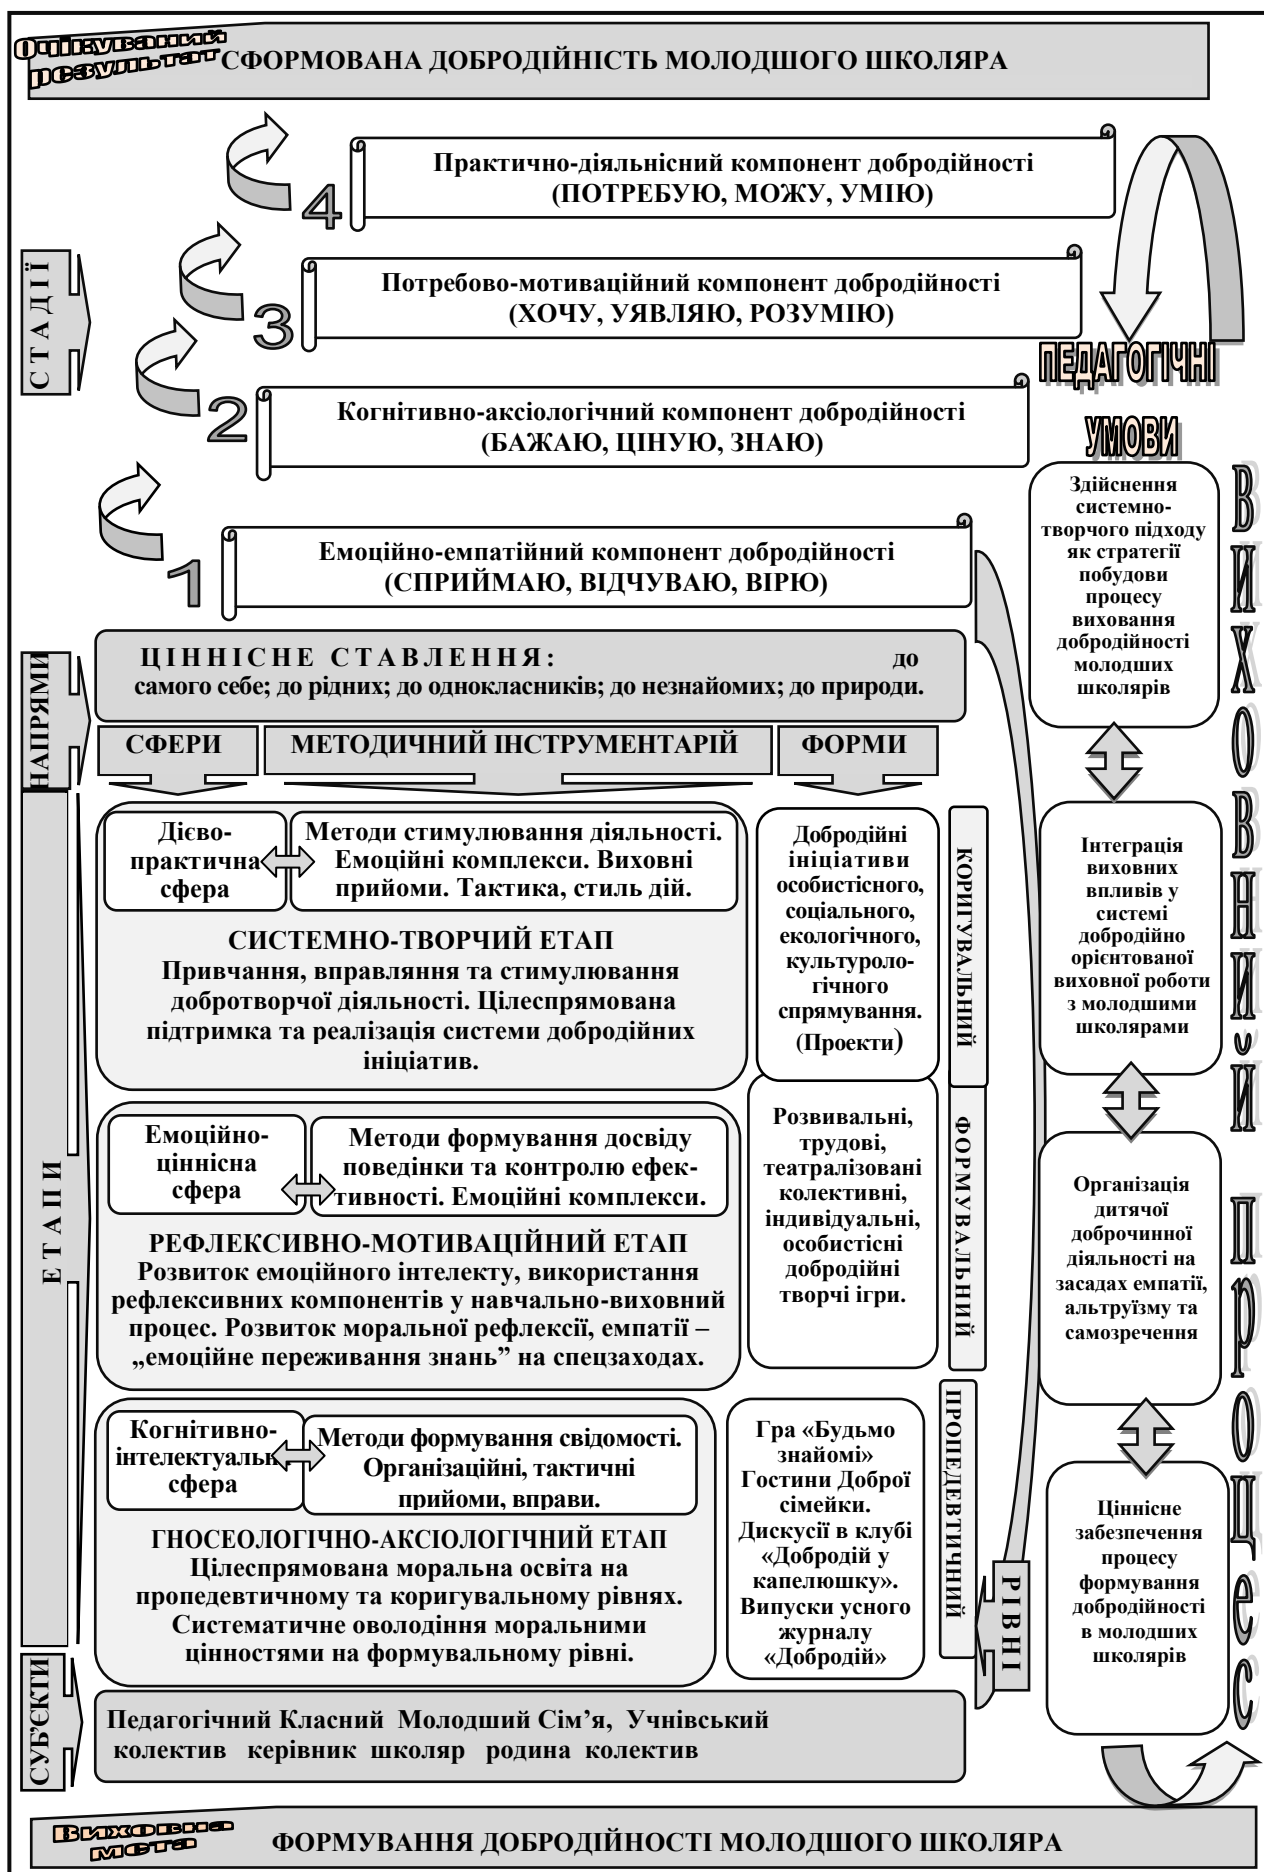 Очікуваний
результат
СФОРМОВАНА ДОБРОДІЙНІСТЬ МОЛОДШОГО ШКОЛЯРА
4
Практично-діяльнісний компонент добродійності
(ПОТРЕБУЮ, МОЖУ, УМІЮ)
СТАДІЇ
3
Потребово-мотиваційний компонент добродійності
(ХОЧУ, УЯВЛЯЮ, РОЗУМІЮ)
2
Когнітивно-аксіологічний компонент добродійності
(БАЖАЮ, ЦІНУЮ, ЗНАЮ)
1
Емоційно-емпатійний компонент добродійності
(СПРИЙМАЮ, ВІДЧУВАЮ, ВІРЮ)
НАПРЯМИ
ЦІННІСНЕ СТАВЛЕННЯ: до
самого себе; до рідних; до однокласників; до незнайомих; до природи.
СФЕРИ
МЕТОДИЧНИЙ ІНСТРУМЕНТАРІЙ
ФОРМИ
ЕТАПИ
Дієво-
практична
сфера
Методи стимулювання діяльності.
Емоційні комплекси. Виховні
прийоми. Тактика, стиль дій.
СИСТЕМНО-ТВОРЧИЙ ЕТАП
Привчання, вправляння та стимулювання
добротворчої діяльності. Цілеспрямована
підтримка та реалізація системи добродійних
ініціатив.
Добродійні
ініціативи
особистісного,
соціального,
екологічного,
культуроло-
гічного
спрямування.
(Проекти)
КОРИГУВАЛЬНИЙ
Емоційно-
ціннісна
сфера
Методи формування досвіду
поведінки та контролю ефек-
тивності. Емоційні комплекси.
РЕФЛЕКСИВНО-МОТИВАЦІЙНИЙ ЕТАП
Розвиток емоційного інтелекту, використання
рефлексивних компонентів у навчально-виховний
процес. Розвиток моральної рефлексії, емпатії –
„емоційне переживання знань” на спецзаходах.
Розвивальні,
трудові,
театралізовані
колективні,
індивідуальні,
особистісні
добродійні
творчі ігри.
ФОРМУВАЛЬНИЙ
Когнітивно-
інтелектуальн
сфера
Методи формування свідомості.
Організаційні, тактичні
прийоми, вправи.
ГНОСЕОЛОГІЧНО-АКСІОЛОГІЧНИЙ ЕТАП
Цілеспрямована моральна освіта на
пропедевтичному та коригувальному рівнях.
Систематичне оволодіння моральними
цінностями на формувальному рівні.
Гра «Будьмо
знайомі»
Гостини Доброї
сімейки.
Дискусії в клубі
«Добродій у
капелюшку».
Випуски усного
журналу
«Добродій»
ПРОПЕДЕВТИЧНИЙ
РІВНІ
СУБ'ЄКТИ
Педагогічний Класний Молодший Сім’я, Учнівський
колектив керівник школяр родина колектив
ПЕДАГОГІЧНІ
УМОВИ
Здійснення
системно-
творчого підходу
як стратегії
побудови
процесу
виховання
добродійності
молодших
школярів
Інтеграція
виховних
впливів у
системі
добродійно
орієнтованої
виховної роботи
з молодшими
школярами
Організація
дитячої
доброчинної
діяльності на
засадах емпатії,
альтруїзму та
самозречення
Ціннісне
забезпечення
процесу
формування
добродійності
в молодших
школярів
ВИХОВНИЙ процес
Виховна
мета
ФОРМУВАННЯ ДОБРОДІЙНОСТІ МОЛОДШОГО ШКОЛЯРА